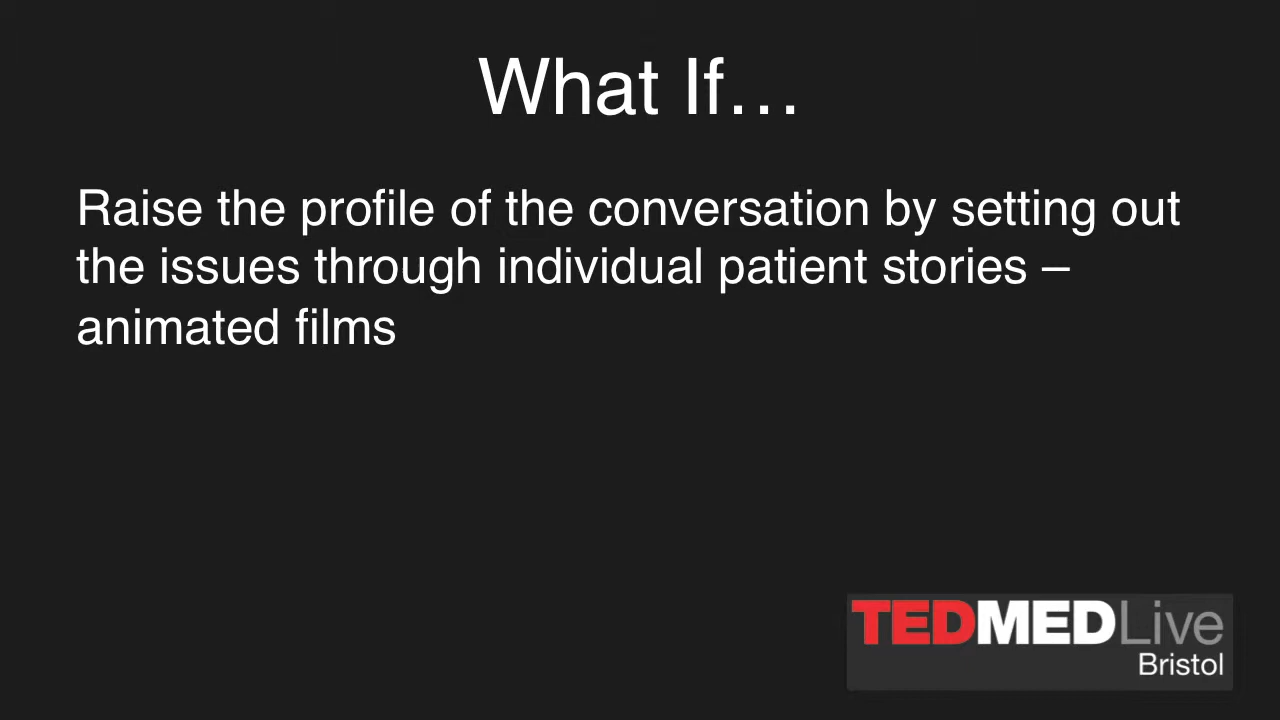 What If…
Raise the profile of the conversation by setting out
the issues through individual patient stories –
animated films
TEDMEDLive
Bristol